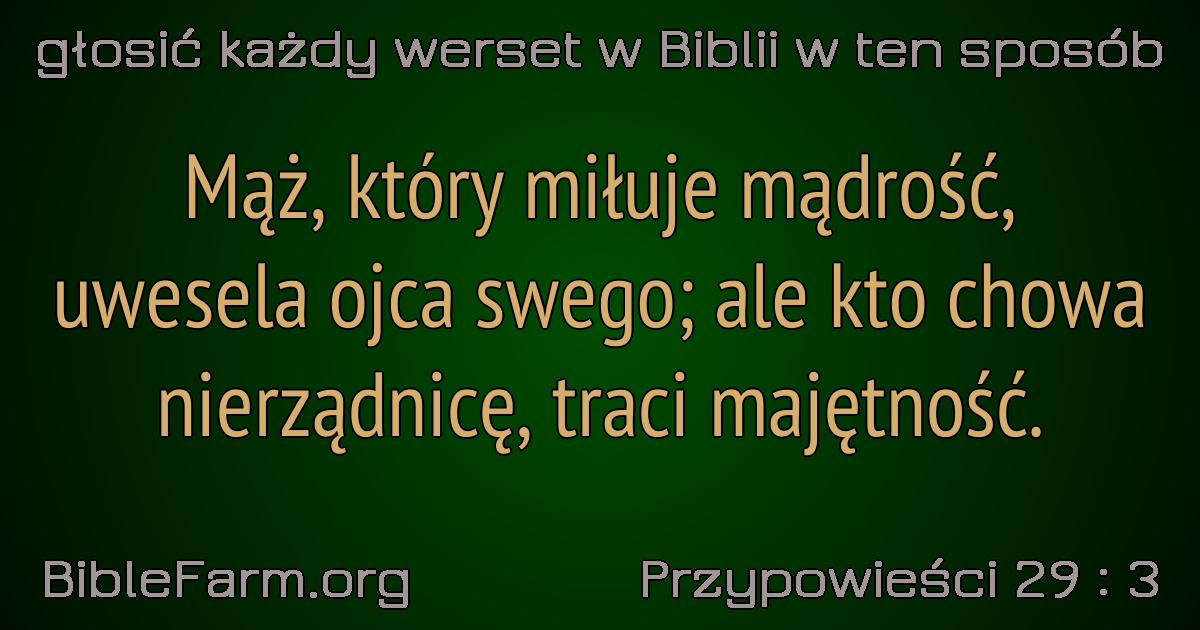 głosić każdy werset w Biblii w ten sposób
Mąż, który miłuje mądrość,
uwesela ojca swego; ale kto chowa
nierządnicę, traci majętność.
BibleFarm.org
Przypowieści 29 : 3